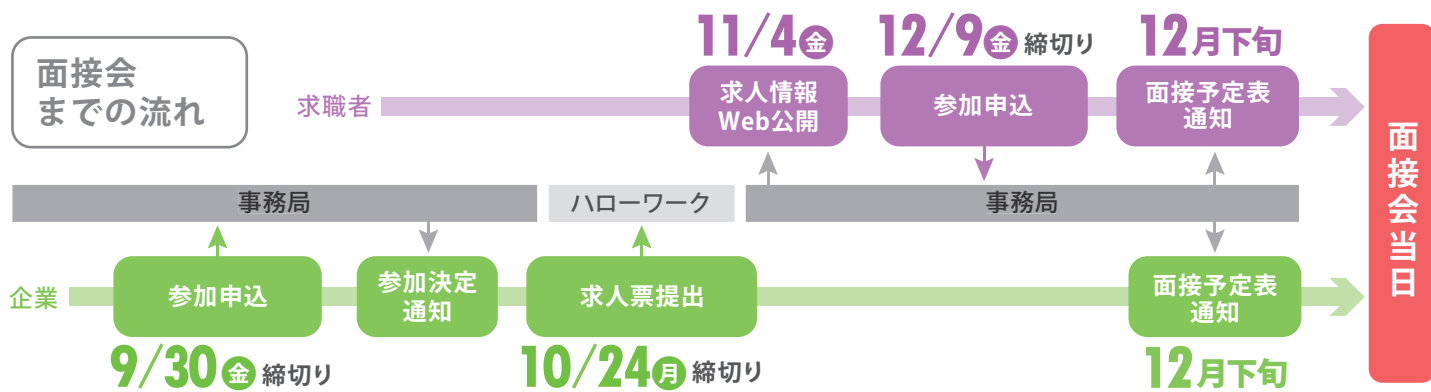 面接会
までの流れ
求職者
11/4金
求人情報
Web公開
12/9金 締切り
参加申込
12月下旬
面接予定表
通知
事務局
ハローワーク
事務局
企業
参加申込
9/30金 締切り
参加決定
通知
求人票提出
10/24月 締切り
面接予定表
通知
12月下旬
面接会当日